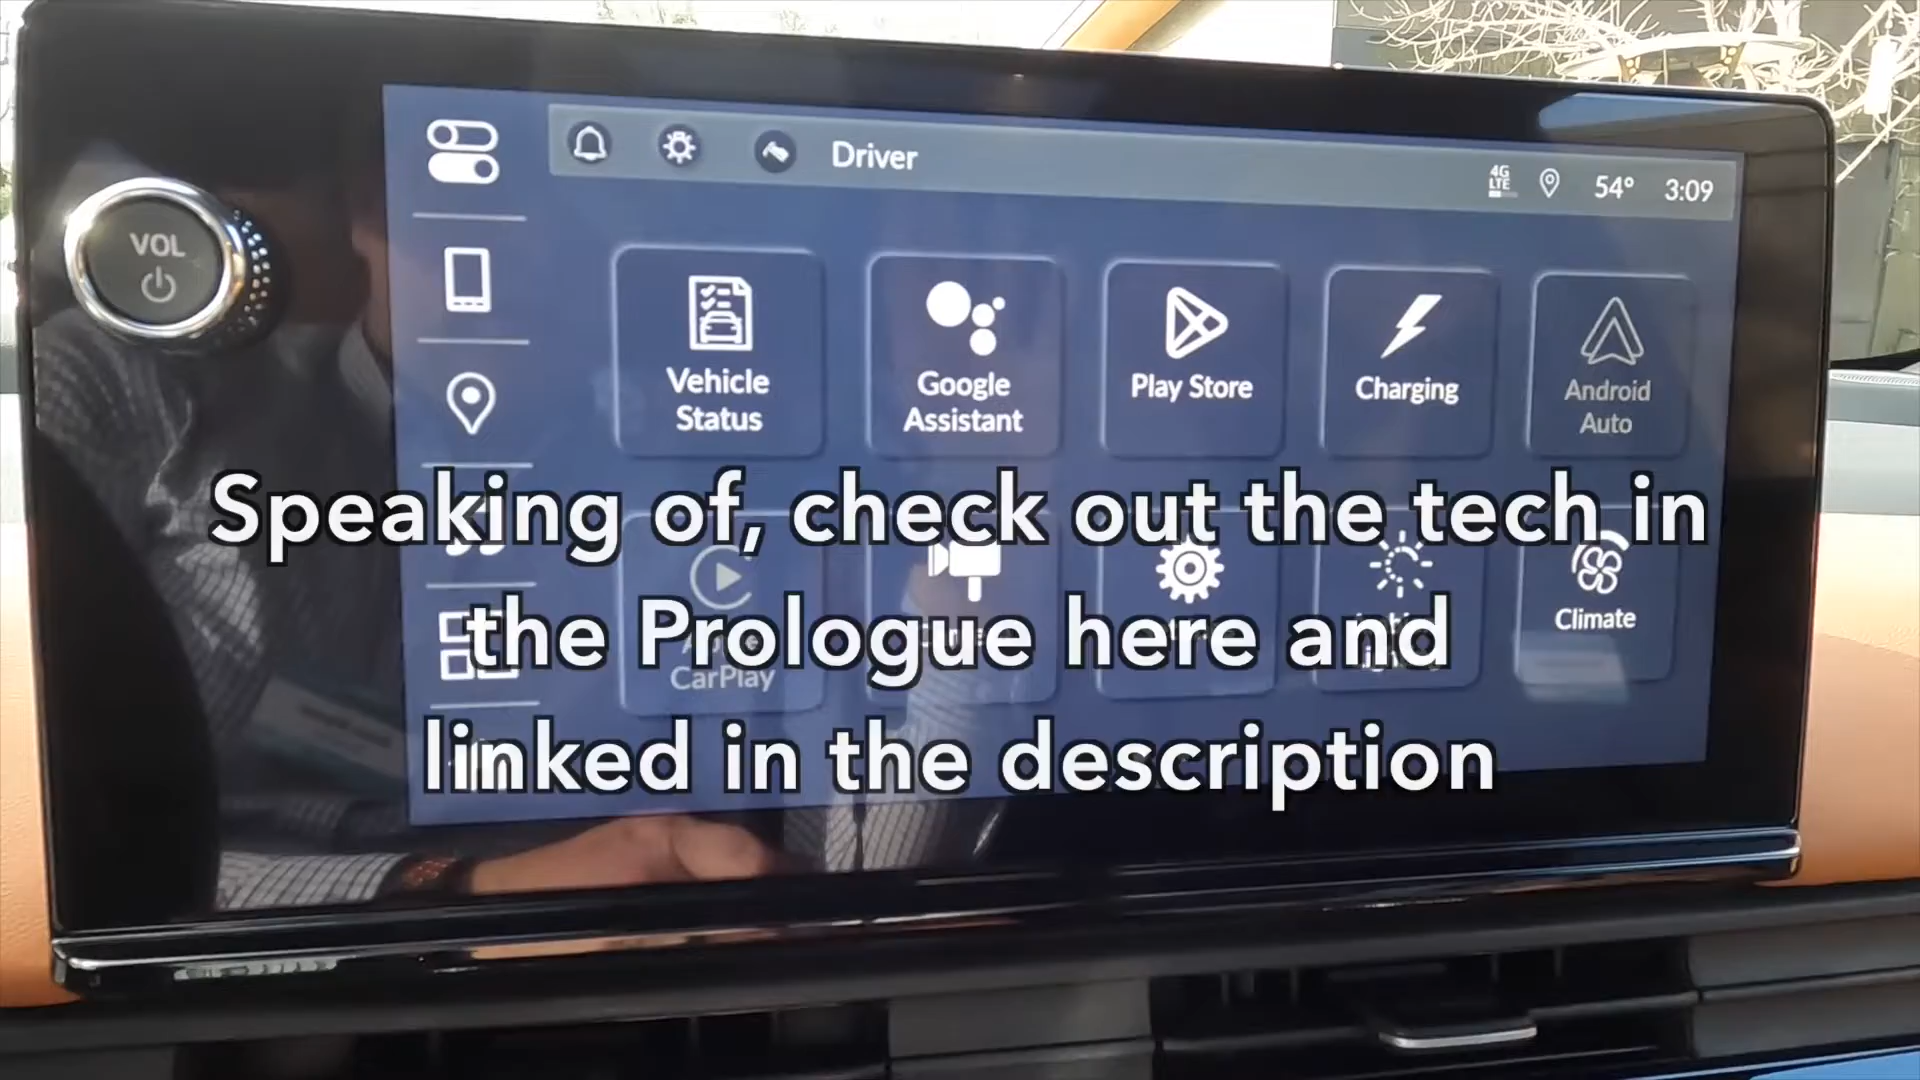 VOL
Driver
4G
LTE
54°
3:09
Vehicle
Status
Google
Assistant
Play Store
Charging
Android
Auto
Speaking of, check out the tech in
the Prologue here and
linked in the description
CarPlay
Climate